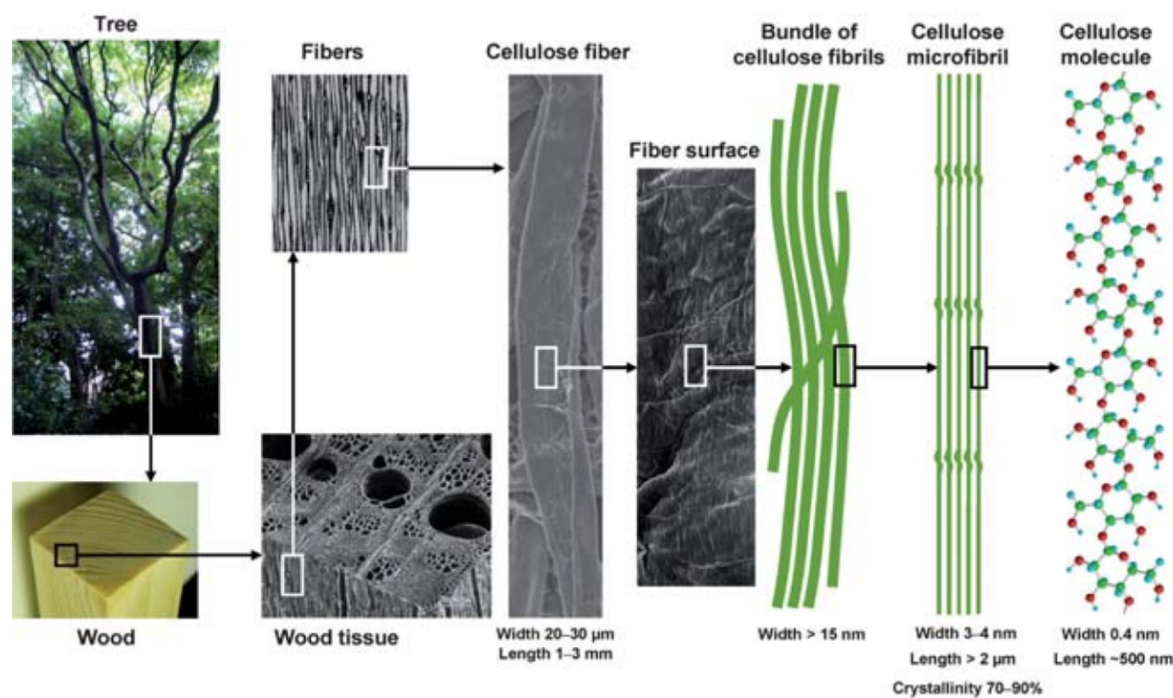 Tree
Fibers
Cellulose fiber
Bundle of
cellulose fibrils
Cellulose
microfibril
Cellulose
molecule
Fiber surface
Wood
Wood tissue
Width 20–30 µm
Length 1–3 mm
Width > 15 nm
Width 3–4 nm
Length > 2 µm
Crystallinity 70–90%
Width 0.4 nm
Length ~500 nm